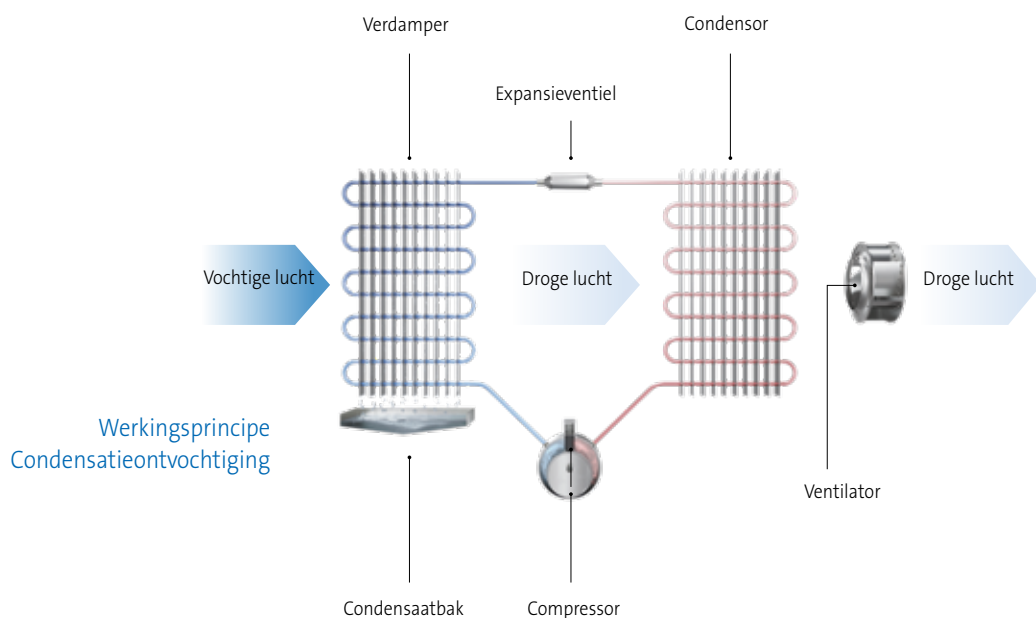 Verdamper
Condensor
Expansieventiel
Vochtige lucht
Droge lucht
Droge lucht
Werkingsprincipe
Condensatieontvochtiging
Ventilator
Condensaatbak
Compressor